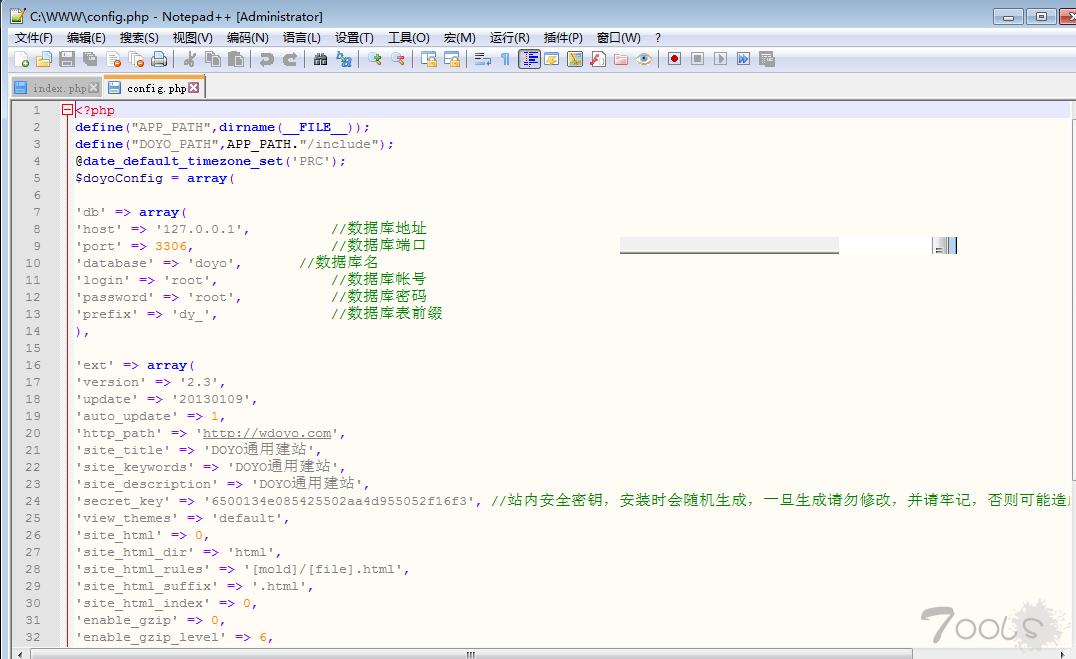 C:\WWW\config.php - Notepad++ [Administrator]
文件(F) 编辑(E) 搜索(S) 视图(V) 编码(N) 语言(L) 设置(T) 工具(O) 宏(M) 运行(R) 插件(P) 窗口(W) ?
index.php config.php
1 <?php
2 define("APP_PATH",dirname(__FILE__));
3 define("DOYO_PATH",APP_PATH."/include");
4 @date_default_timezone_set('PRC');
5 $doyoConfig = array(
6
7 'db' => array(
8 'host' => '127.0.0.1', //数据库地址
9 'port' => 3306, //数据库端口
10 'database' => 'doyo', //数据库名
11 'login' => 'root', //数据库帐号
12 'password' => 'root', //数据库密码
13 'prefix' => 'dy_', //数据库表前缀
14 ),
15
16 'ext' => array(
17 'version' => '2.3',
18 'update' => '20130109',
19 'auto_update' => 1,
20 'http_path' => 'http://wdoyo.com',
21 'site_title' => 'DOYO通用建站',
22 'site_keywords' => 'DOYO通用建站',
23 'site_description' => 'DOYO通用建站',
24 'secret_key' => '6500134e085425502aa4d955052f16f3', //站内安全密钥，安装时会随机生成，一旦生成请勿修改，并请牢记，否则可能造
25 'view_themes' => 'default',
26 'site_html' => 0,
27 'site_html_dir' => 'html',
28 'site_html_rules' => '[mold]/[file].html',
29 'site_html_suffix' => '.html',
30 'site_html_index' => 0,
31 'enable_gzip' => 0,
32 'enable_gzip_level' => 6,
7ooLS